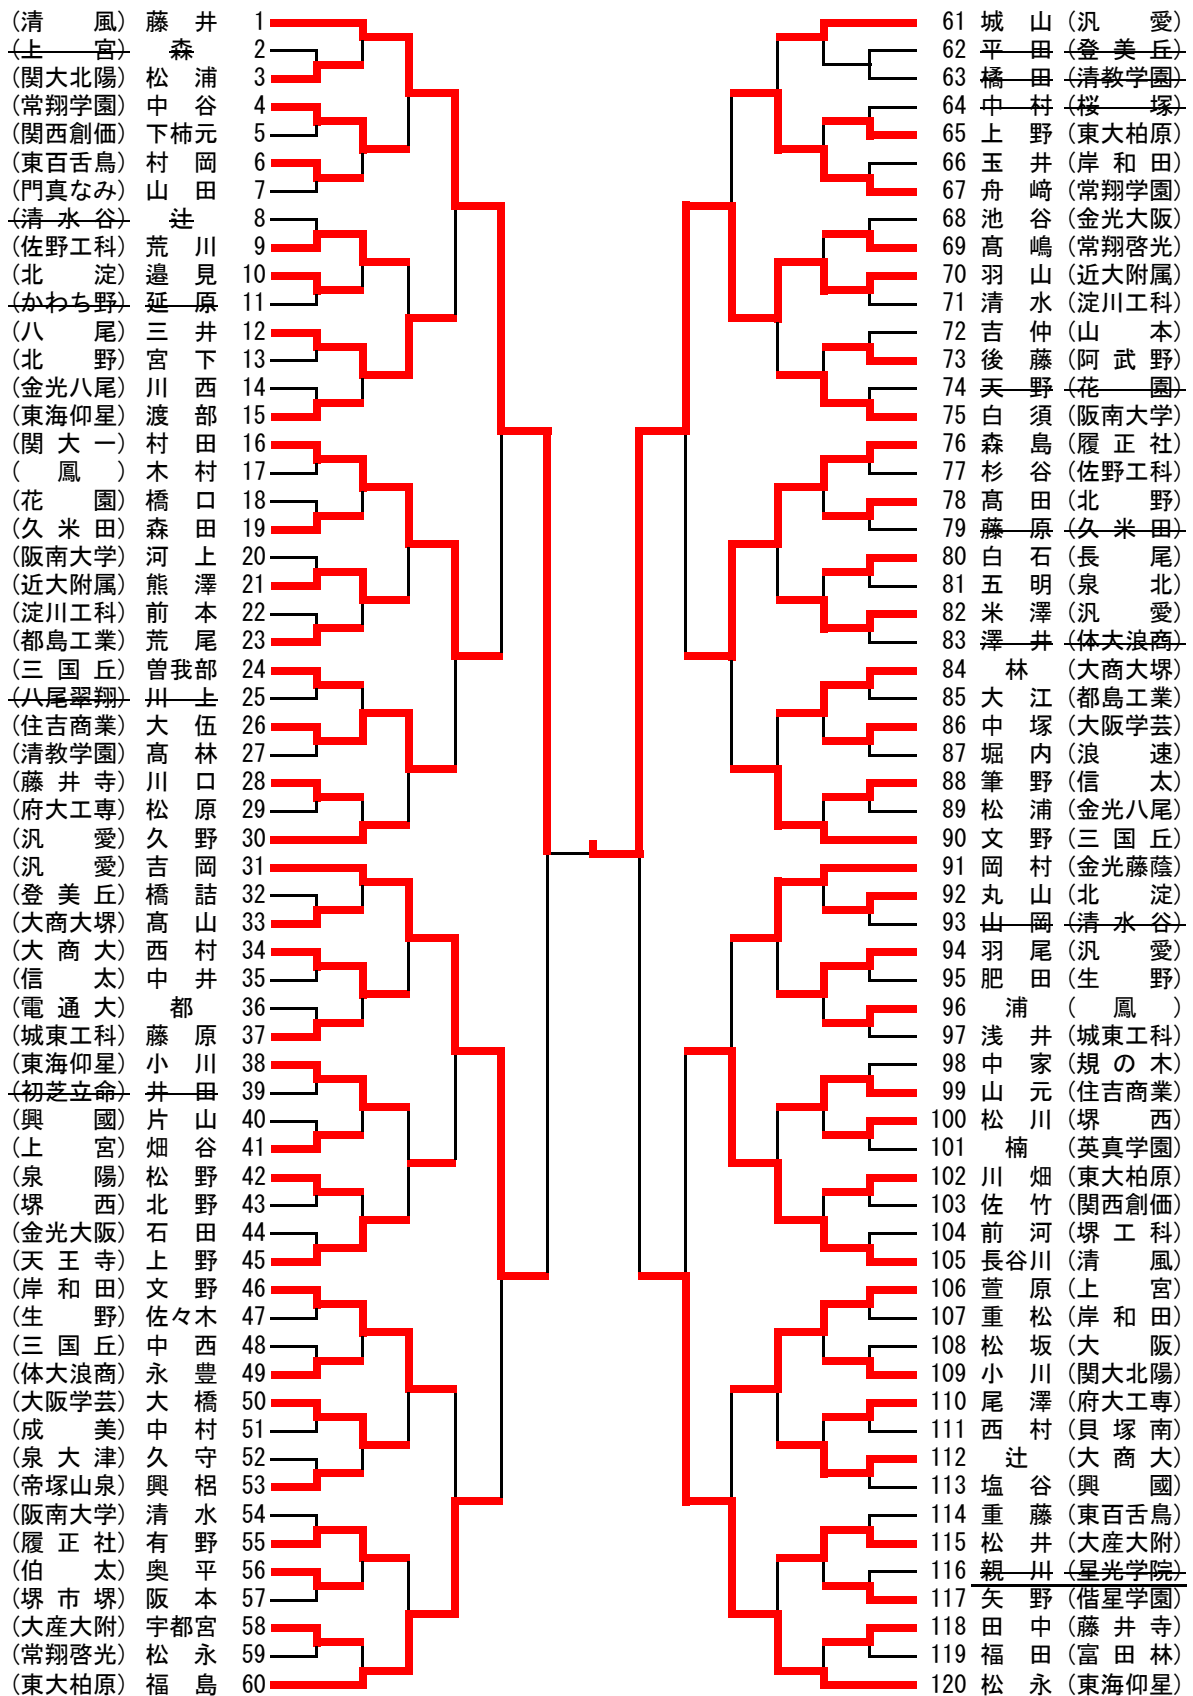 (清風) 藤井 1
(上宮) 森 2
(関大北陽) 松浦 3
(常翔学園) 中谷 4
(関西創価) 下柿元 5
(東百舌鳥) 村岡 6
(門真なみ) 山田 7
(清水谷) 辻 8
(佐野工科) 荒川 9
(北淀) 邉見 10
(かわち野) 延原 11
(八尾) 三井 12
(北野) 宮下 13
(金光八尾) 川西 14
(東海仰星) 渡部 15
(関大一) 村田 16
(鳳) 木村 17
(花園) 橋口 18
(久米田) 森田 19
(阪南大学) 河上 20
(近大附属) 熊澤 21
(淀川工科) 前本 22
(都島工業) 荒尾 23
(三国丘) 曽我部 24
(八尾翠翔) 川上 25
(住吉商業) 大伍 26
(清教学園) 髙林 27
(藤井寺) 川口 28
(府大工専) 松原 29
(汎愛) 久野 30
(汎愛) 吉岡 31
(登美丘) 橋詰 32
(大商大堺) 髙山 33
(大商大) 西村 34
(信太) 中井 35
(電通大) 都 36
(城東工科) 藤原 37
(東海仰星) 小川 38
(初芝立命) 井田 39
(興國) 片山 40
(上宮) 畑谷 41
(泉陽) 松野 42
(堺西) 北野 43
(金光大阪) 石田 44
(天王寺) 上野 45
(岸和田) 文野 46
(生野) 佐々木 47
(三国丘) 中西 48
(体大浪商) 永豊 49
(大阪学芸) 大橋 50
(成美) 中村 51
(泉大津) 久守 52
(帝塚山泉) 興梠 53
(阪南大学) 清水 54
(履正社) 有野 55
(伯太) 奥平 56
(堺市堺) 阪本 57
(大産大附) 宇都宮 58
(常翔啓光) 松永 59
(東大柏原) 福島 60
61 城山 (汎愛)
62 平田 (登美丘)
63 橘田 (清教学園)
64 中村 (桜塚)
65 上野 (東大柏原)
66 玉井 (岸和田)
67 舟﨑 (常翔学園)
68 池谷 (金光大阪)
69 髙嶋 (常翔啓光)
70 羽山 (近大附属)
71 清水 (淀川工科)
72 吉仲 (山本)
73 後藤 (阿武野)
74 天野 (花園)
75 白須 (阪南大学)
76 森島 (履正社)
77 杉谷 (佐野工科)
78 髙田 (北野)
79 藤原 (久米田)
80 白石 (長尾)
81 五明 (泉北)
82 米澤 (汎愛)
83 澤井 (体大浪商)
84 林 (大商大堺)
85 大江 (都島工業)
86 中塚 (大阪学芸)
87 堀内 (浪速)
88 筆野 (信太)
89 松浦 (金光八尾)
90 文野 (三国丘)
91 岡村 (金光藤蔭)
92 丸山 (北淀)
93 山岡 (清水谷)
94 羽尾 (汎愛)
95 肥田 (生野)
96 浦 (鳳)
97 浅井 (城東工科)
98 中家 (規の木)
99 山元 (住吉商業)
100 松川 (堺西)
101 楠 (英真学園)
102 川畑 (東大柏原)
103 佐竹 (関西創価)
104 前河 (堺工科)
105 長谷川 (清風)
106 萱原 (上宮)
107 重松 (岸和田)
108 松坂 (大阪)
109 小川 (関大北陽)
110 尾澤 (府大工専)
111 西村 (貝塚南)
112 辻 (大商大)
113 塩谷 (興國)
114 重藤 (東百舌鳥)
115 松井 (大産大附)
116 親川 (星光学院)
117 矢野 (偕星学園)
118 田中 (藤井寺)
119 福田 (富田林)
120 松永 (東海仰星)